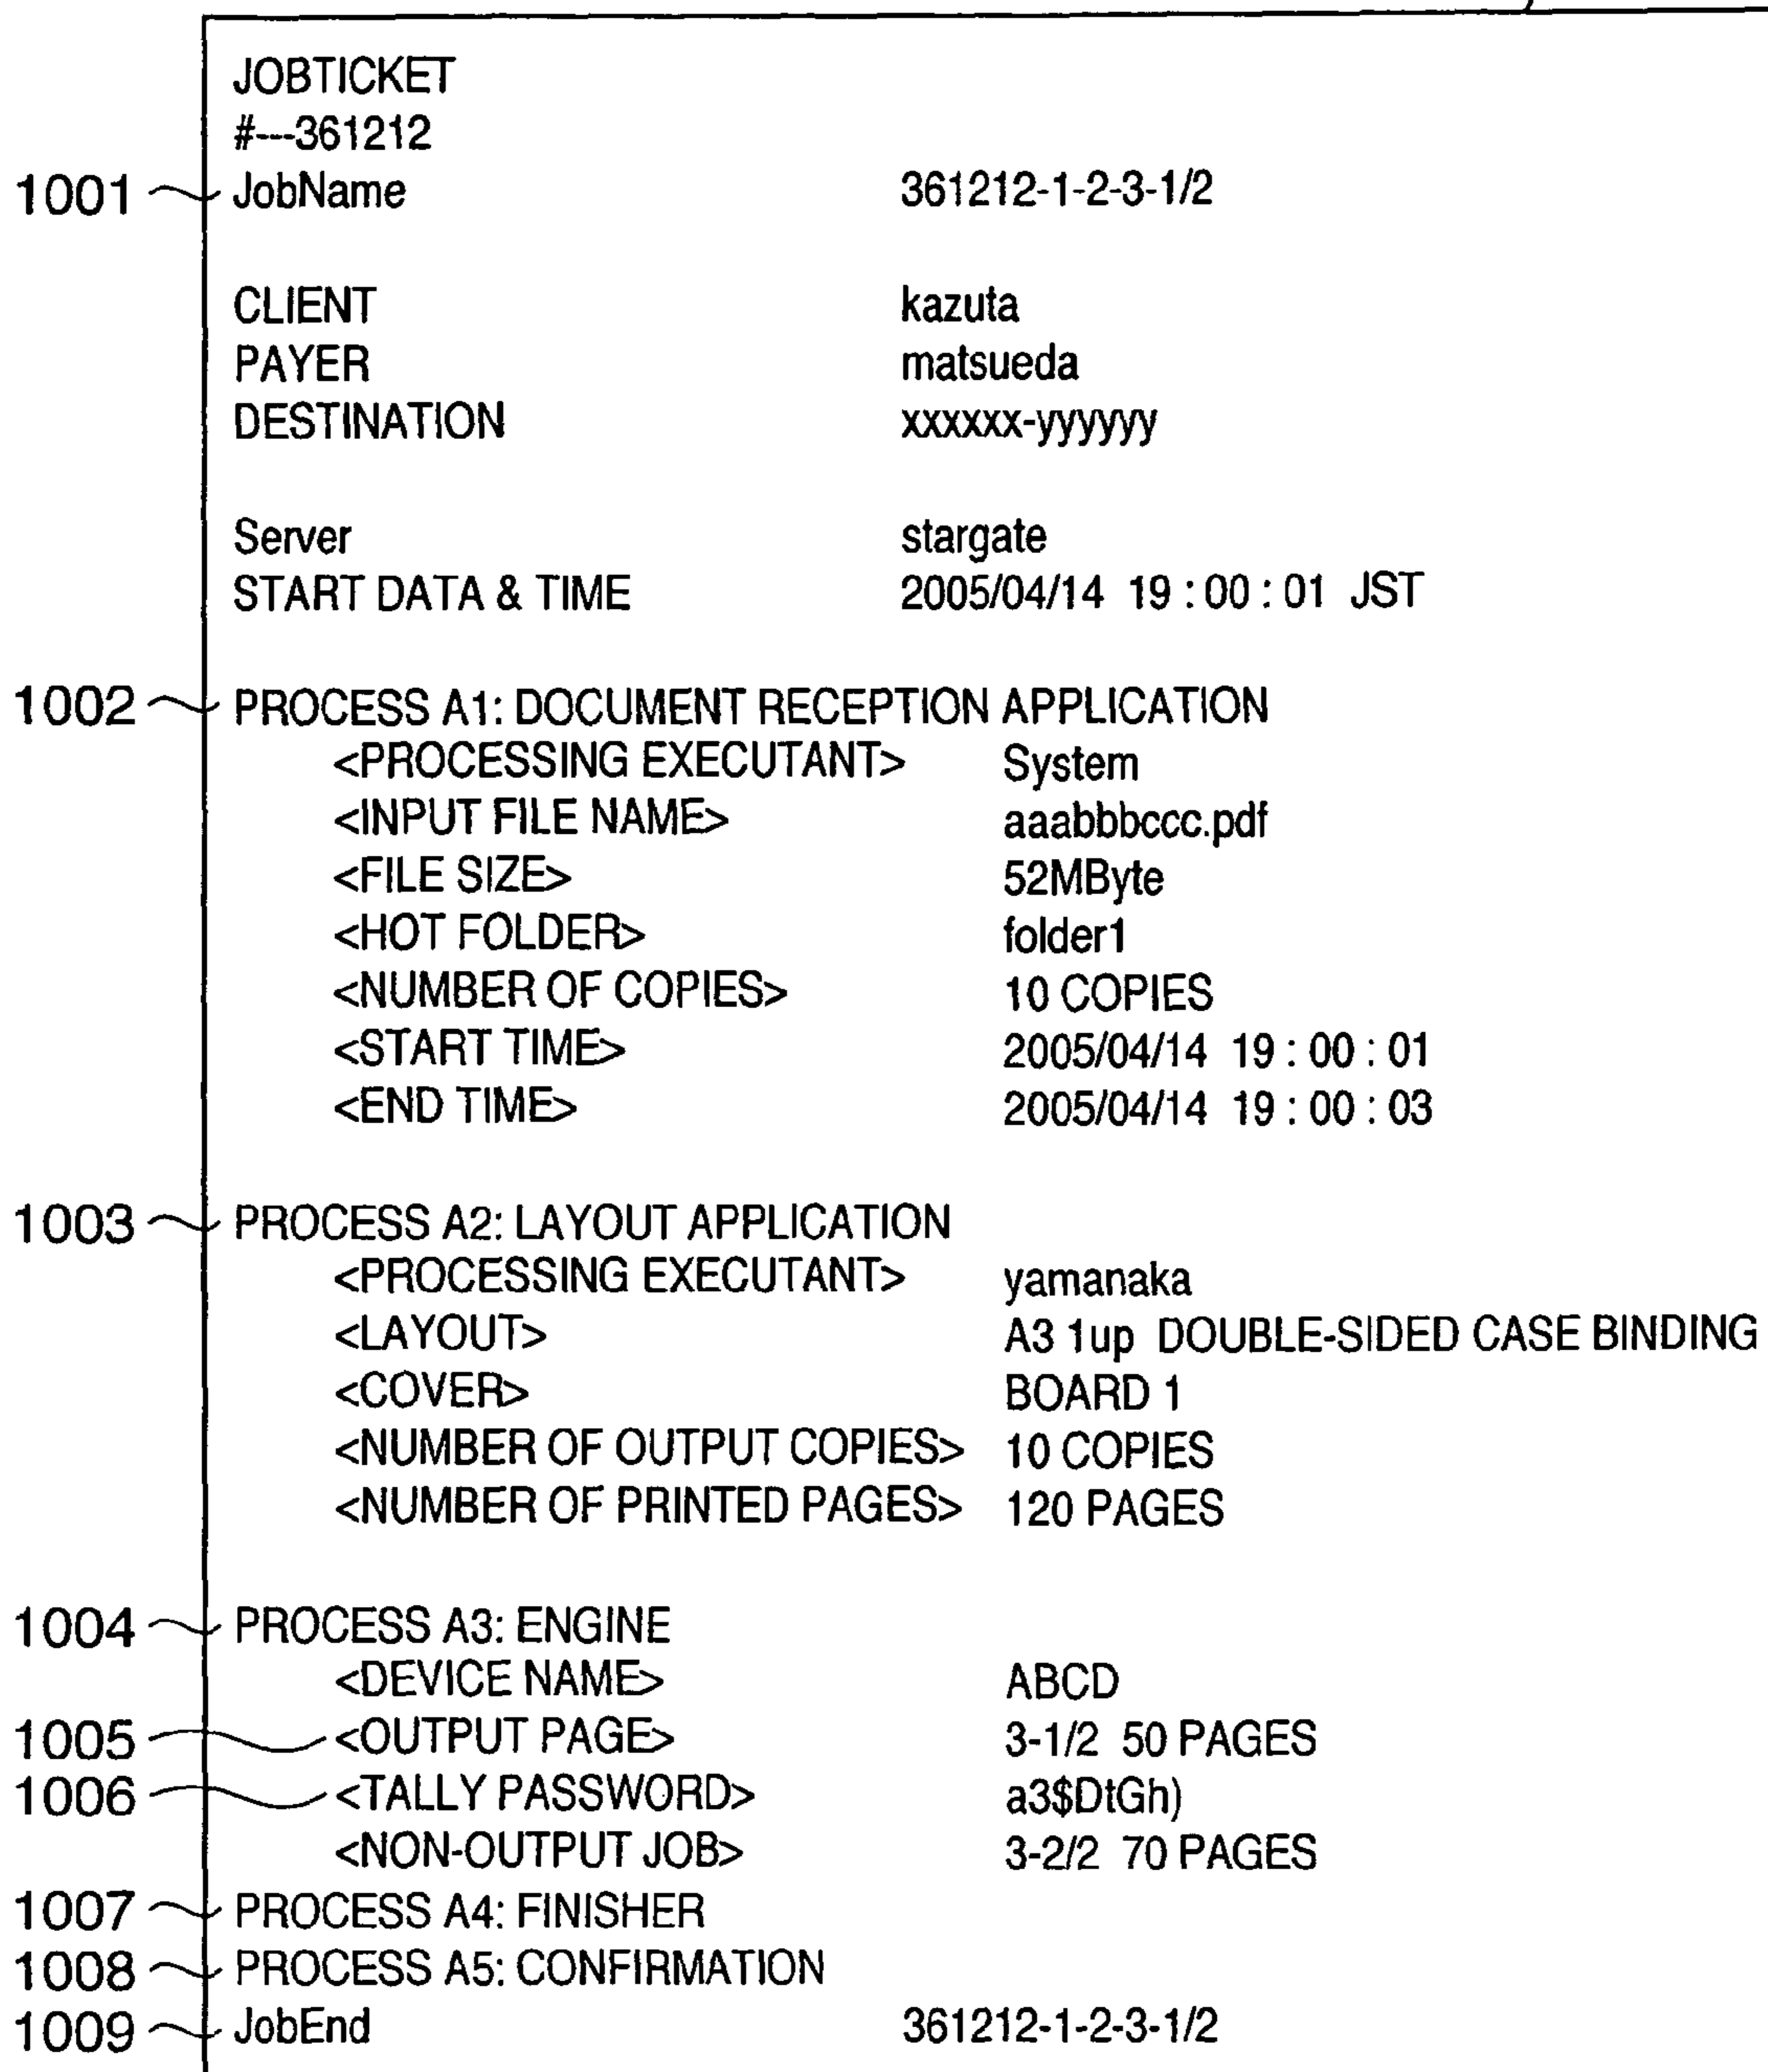 JOBTICKET
#---361212
1001 JobName 361212-1-2-3-1/2
CLIENT kazuta
PAYER matsueda
DESTINATION xxxxxx-yyyyyy
Server stargate
START DATA & TIME 2005/04/14 19 : 00 : 01 JST
1002 PROCESS A1: DOCUMENT RECEPTION APPLICATION
<PROCESSING EXECUTANT> System
<INPUT FILE NAME> aaabbbccc.pdf
<FILE SIZE> 52MByte
<HOT FOLDER> folder1
<NUMBER OF COPIES> 10 COPIES
<START TIME> 2005/04/14 19 : 00 : 01
<END TIME> 2005/04/14 19 : 00 : 03
1003 PROCESS A2: LAYOUT APPLICATION
<PROCESSING EXECUTANT> yamanaka
<LAYOUT> A3 1up DOUBLE-SIDED CASE BINDING
<COVER> BOARD 1
<NUMBER OF OUTPUT COPIES> 10 COPIES
<NUMBER OF PRINTED PAGES> 120 PAGES
1004 PROCESS A3: ENGINE
<DEVICE NAME> ABCD
1005 <OUTPUT PAGE> 3-1/2 50 PAGES
1006 <TALLY PASSWORD> a3$DtGh)
<NON-OUTPUT JOB> 3-2/2 70 PAGES
1007 PROCESS A4: FINISHER
1008 PROCESS A5: CONFIRMATION
1009 JobEnd 361212-1-2-3-1/2